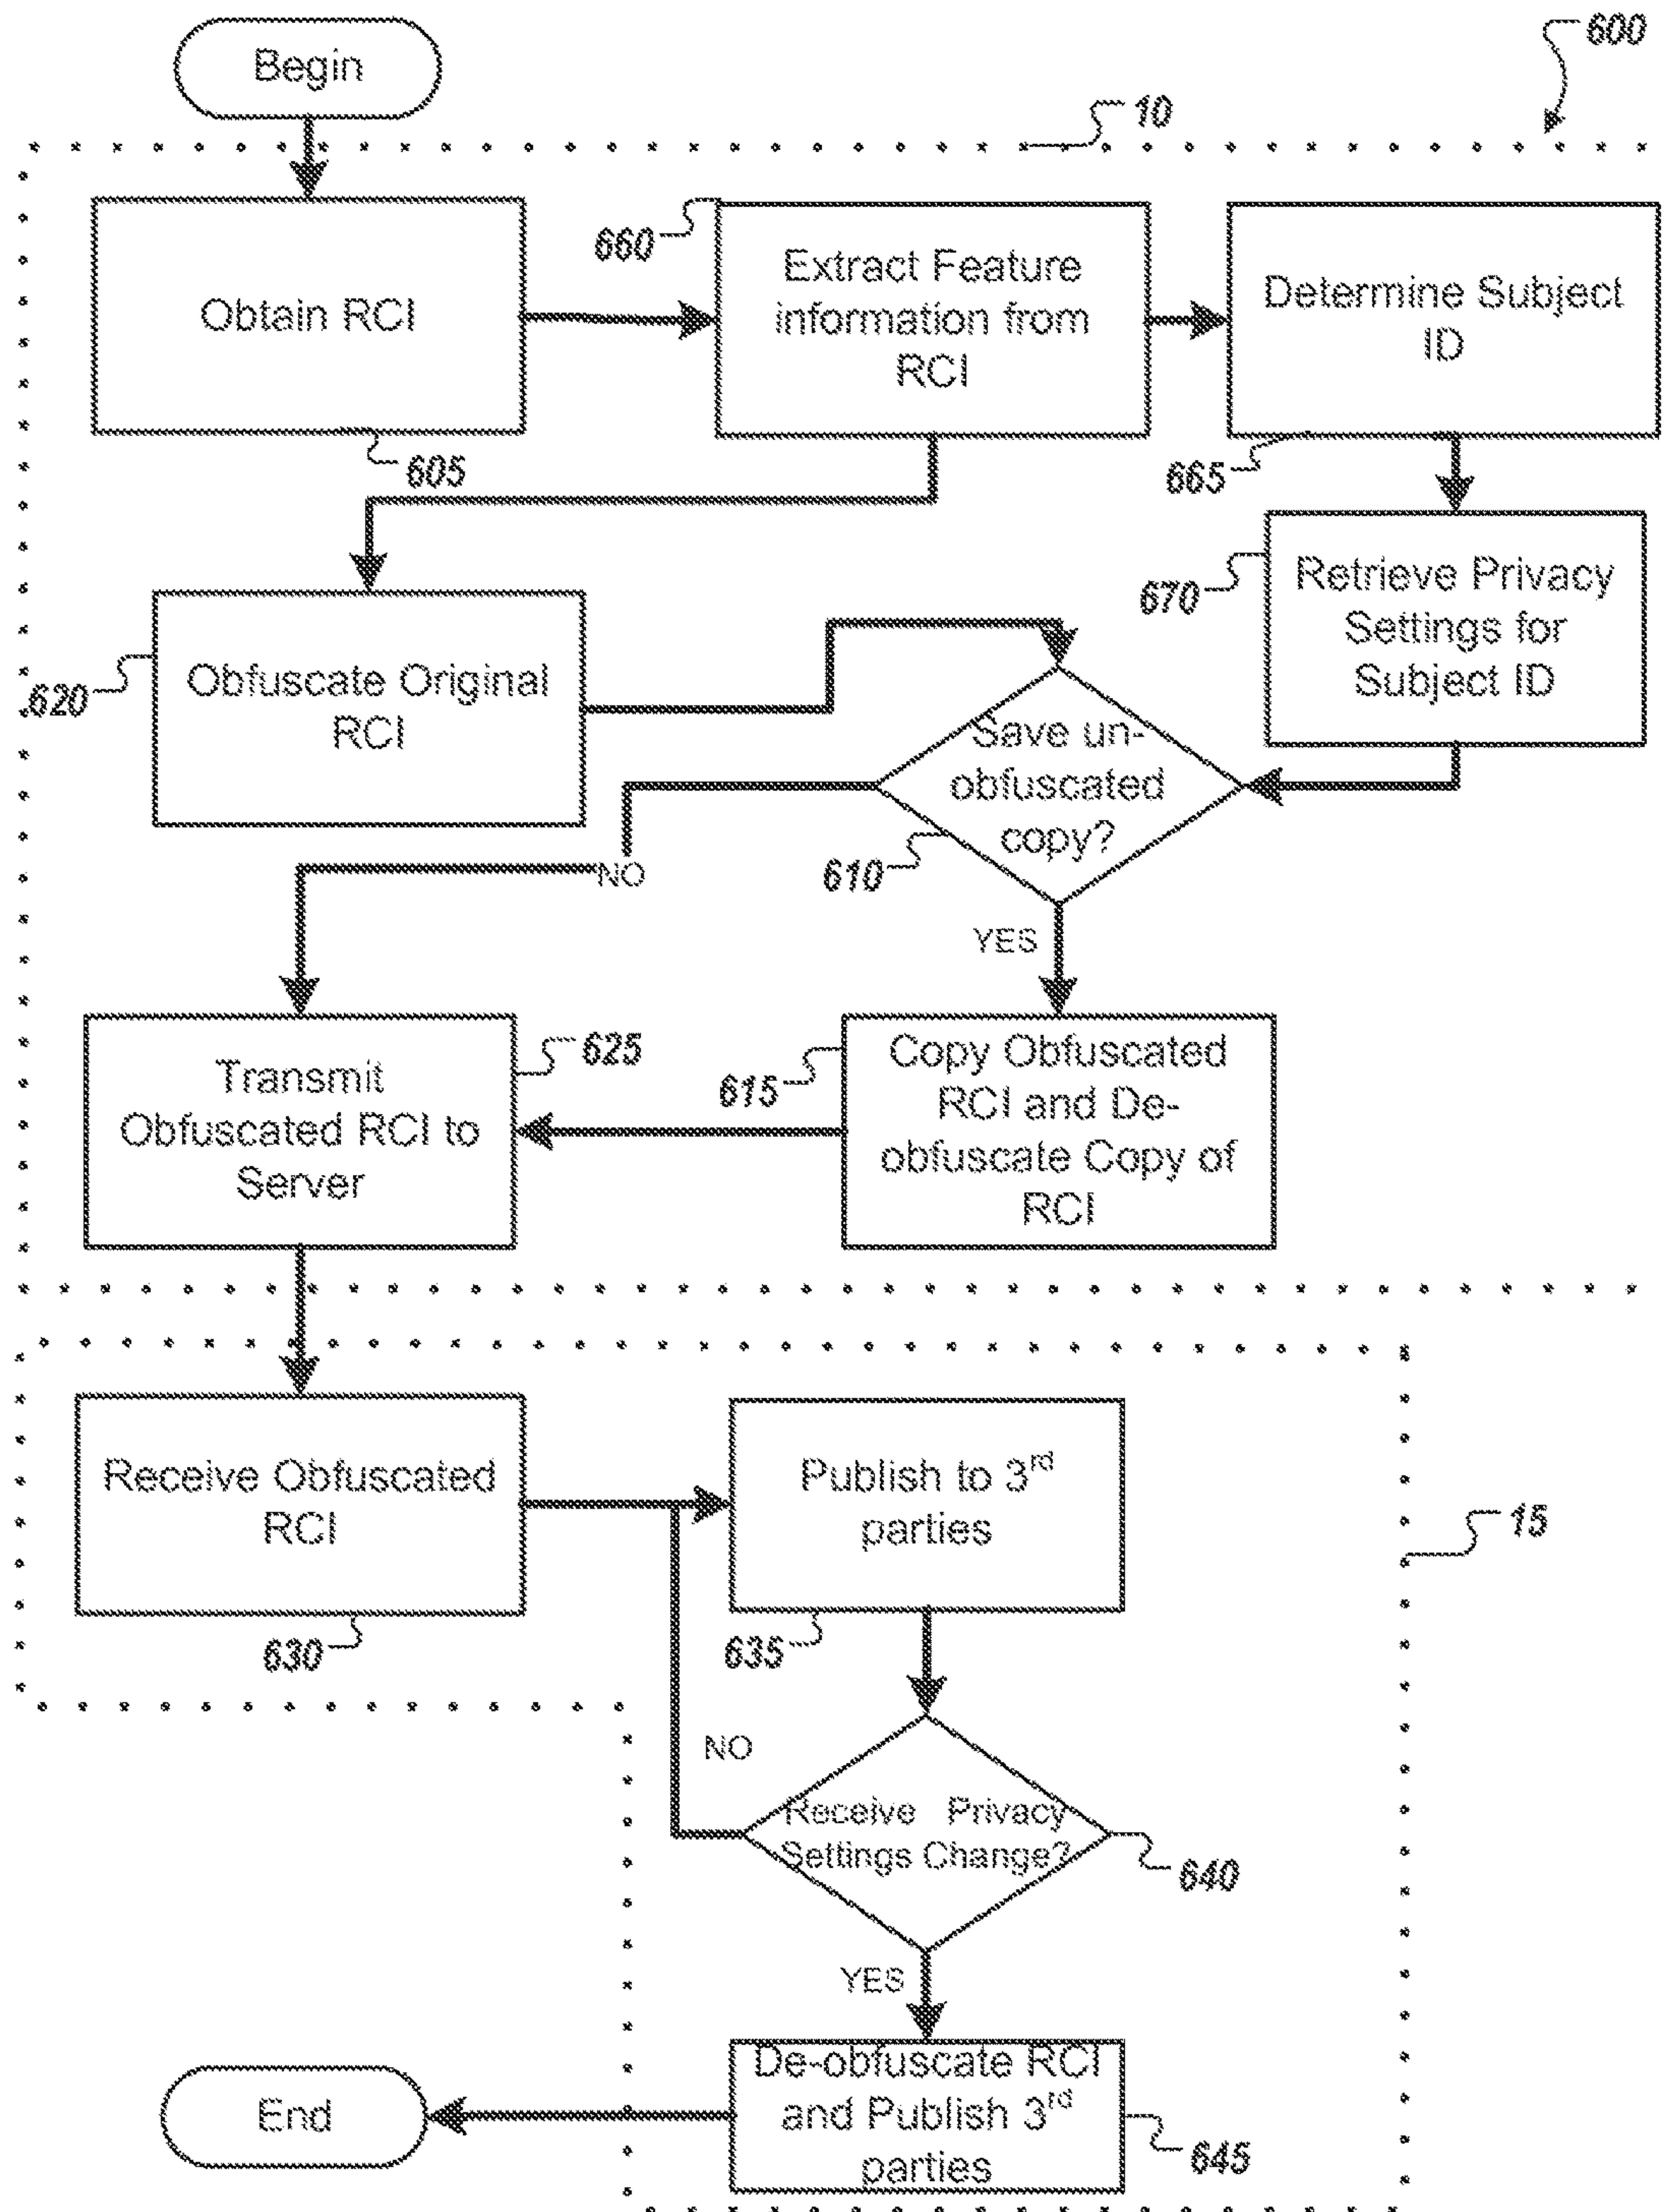 Begin
600
10
Obtain RCI
605
660
Extract Feature
information from
RCI
Determine Subject
ID
665
670
Retrieve Privacy
Settings for
Subject ID
620
Obfuscate Original
RCI
Save un-
obfuscated
copy?
610
NO
YES
Transmit
Obfuscated RCI to
Server
625
615
Copy Obfuscated
RCI and De-
obfuscate Copy of
RCI
Receive Obfuscated
RCI
630
Publish to 3rd
parties
635
15
NO
Receive Privacy
Settings Change?
640
YES
De-obfuscate RCI
and Publish 3rd
parties
645
End